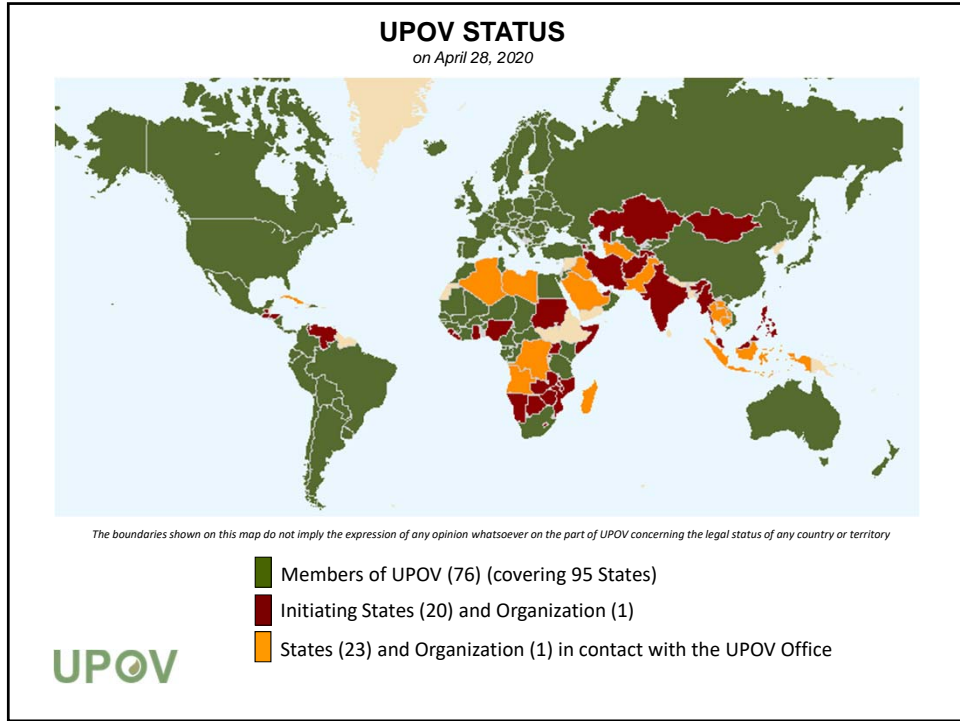 UPOV STATUS
on April 28, 2020
The boundaries shown on this map do not imply the expression of any opinion whatsoever on the part of UPOV concerning the legal status of any country or territory
Members of UPOV (76) (covering 95 States)
Initiating States (20) and Organization (1)
States (23) and Organization (1) in contact with the UPOV Office
UPOV